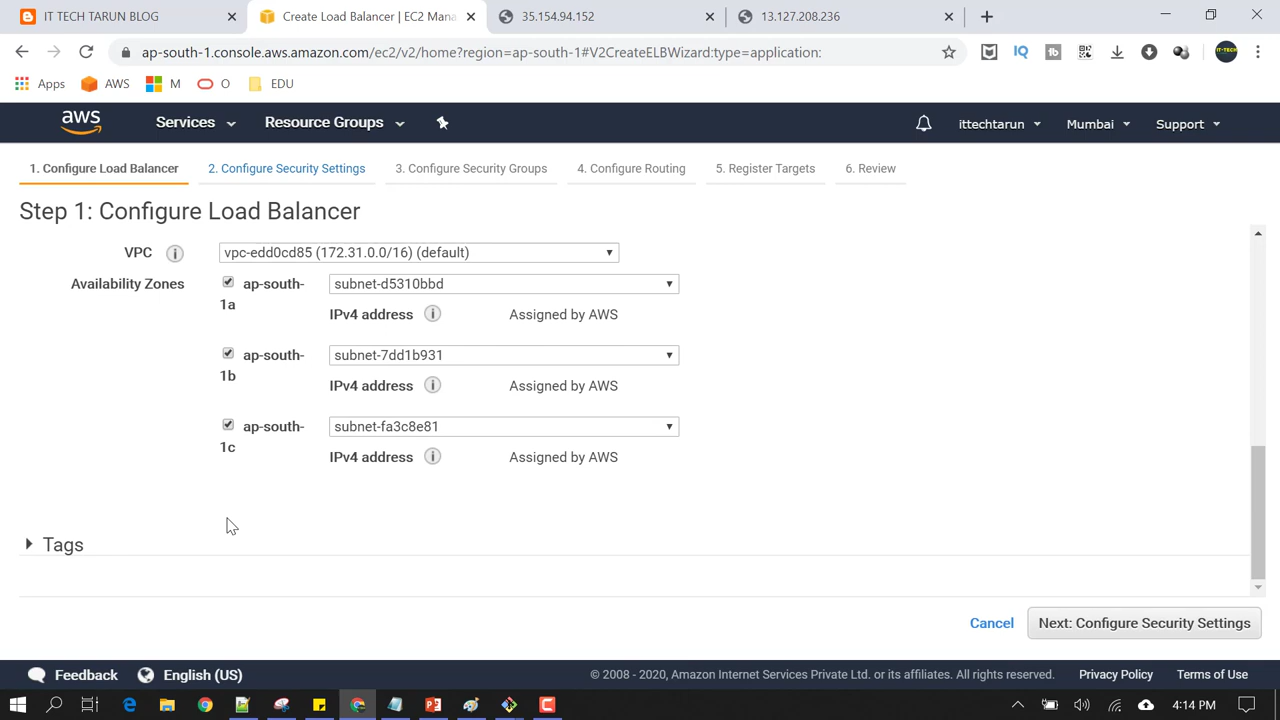 IT TECH TARUN BLOG
Create Load Balancer | EC2 Mana
35.154.94.152
13.127.208.236
ap-south-1.console.aws.amazon.com/ec2/v2/home?region=ap-south-1#V2CreateELBWizard:type=application:
Apps
AWS
M
O
EDU
aws
Services
Resource Groups
ittechtarun
Mumbai
Support
1. Configure Load Balancer
2. Configure Security Settings
3. Configure Security Groups
4. Configure Routing
5. Register Targets
6. Review
Step 1: Configure Load Balancer
VPC
vpc-edd0cd85 (172.31.0.0/16) (default)
Availability Zones
ap-south-
1a
subnet-d5310bbd
IPv4 address
Assigned by AWS
ap-south-
1b
subnet-7dd1b931
IPv4 address
Assigned by AWS
ap-south-
1c
subnet-fa3c8e81
IPv4 address
Assigned by AWS
Tags
Cancel
Next: Configure Security Settings
Feedback
English (US)
© 2008 - 2020, Amazon Internet Services Private Ltd. or its affiliates. All rights reserved.
Privacy Policy
Terms of Use
4:14 PM